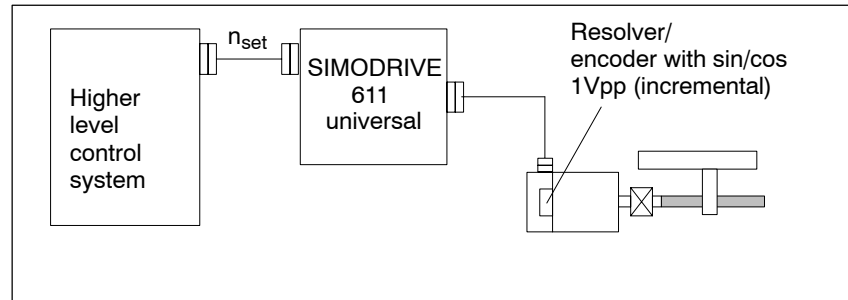 n_set
Higher
level
control
system
SIMODRIVE
611
universal
Resolver/
encoder with sin/cos
1Vpp (incremental)